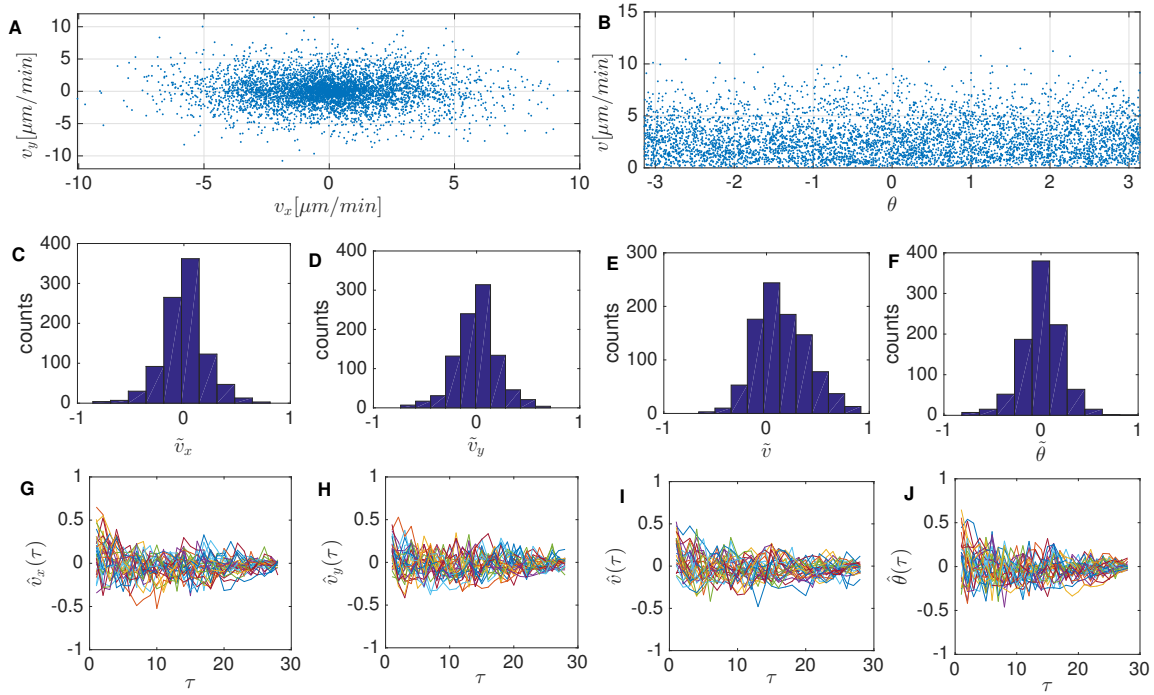 A
10
5
0
-5
-10
v_y[μm/min]
-10
-5
0
5
10
v_x[μm/min]
B
15
10
5
0
v[μm/min]
-3
-2
-1
0
1
2
3
θ
C
400
300
200
100
0
counts
-1
0
1
ṽ_x
D
400
300
200
100
0
counts
-1
0
1
ṽ_y
E
300
200
100
0
counts
-1
0
1
ṽ
F
400
300
200
100
0
counts
-1
0
1
θ̃
G
1
0.5
0
-0.5
-1
v̂_x(τ)
0
10
20
30
τ
H
1
0.5
0
-0.5
-1
v̂_y(τ)
0
10
20
30
τ
I
1
0.5
0
-0.5
-1
v̂(τ)
0
10
20
30
τ
J
1
0.5
0
-0.5
-1
θ̂(τ)
0
10
20
30
τ